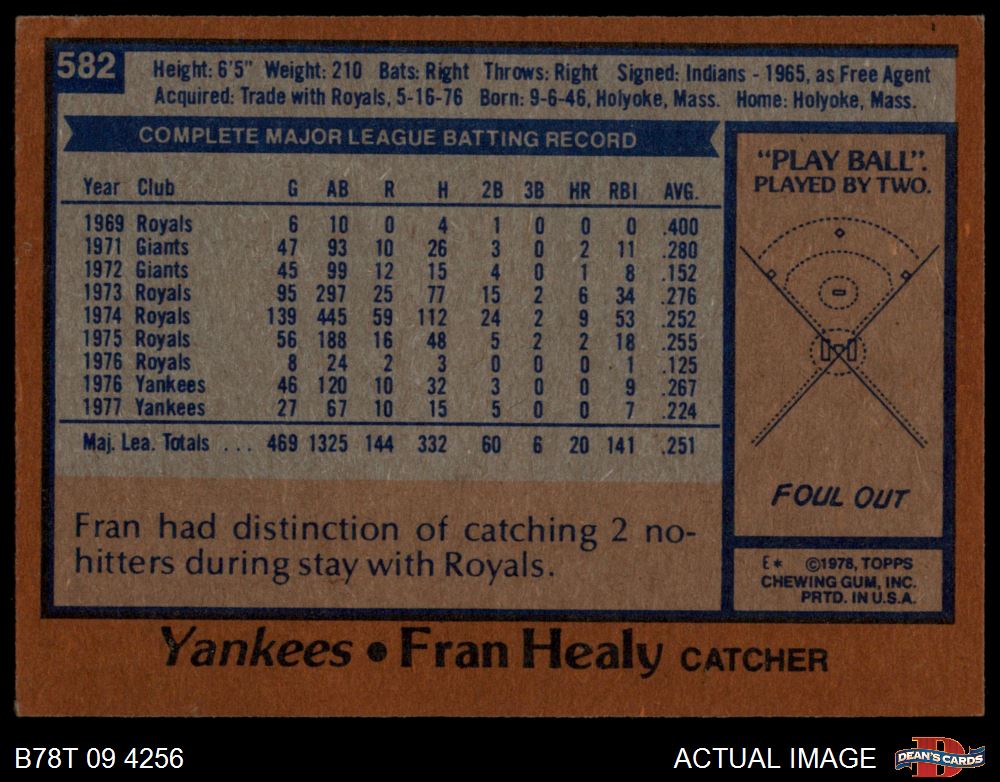 582
Height: 6'5" Weight: 210 Bats: Right Throws: Right Signed: Indians - 1965, as Free Agent
Acquired: Trade with Royals, 5-16-76 Born: 9-6-46, Holyoke, Mass. Home: Holyoke, Mass.
COMPLETE MAJOR LEAGUE BATTING RECORD
Year Club G AB R H 2B 3B HR RBI AVG.
1969 Royals 6 10 0 4 1 0 0 0 .400
1971 Giants 47 93 10 26 3 0 2 11 .280
1972 Giants 45 99 12 15 4 0 1 8 .152
1973 Royals 95 297 25 77 15 2 6 34 .276
1974 Royals 139 445 59 112 24 2 9 53 .252
1975 Royals 56 188 16 48 5 2 2 18 .255
1976 Royals 8 24 2 3 0 0 0 1 .125
1976 Yankees 46 120 10 32 3 0 0 9 .267
1977 Yankees 27 67 10 15 5 0 0 7 .224
Maj. Lea. Totals ... 469 1325 144 332 60 6 20 141 .251
Fran had distinction of catching 2 no-
hitters during stay with Royals.
"PLAY BALL".
PLAYED BY TWO.
FOUL OUT
E* ©1978, TOPPS
CHEWING GUM, INC.
PRTD. IN U.S.A.
Yankees • Fran Healy CATCHER
B78T 09 4256
ACTUAL IMAGE
D
DEAN'S CARDS